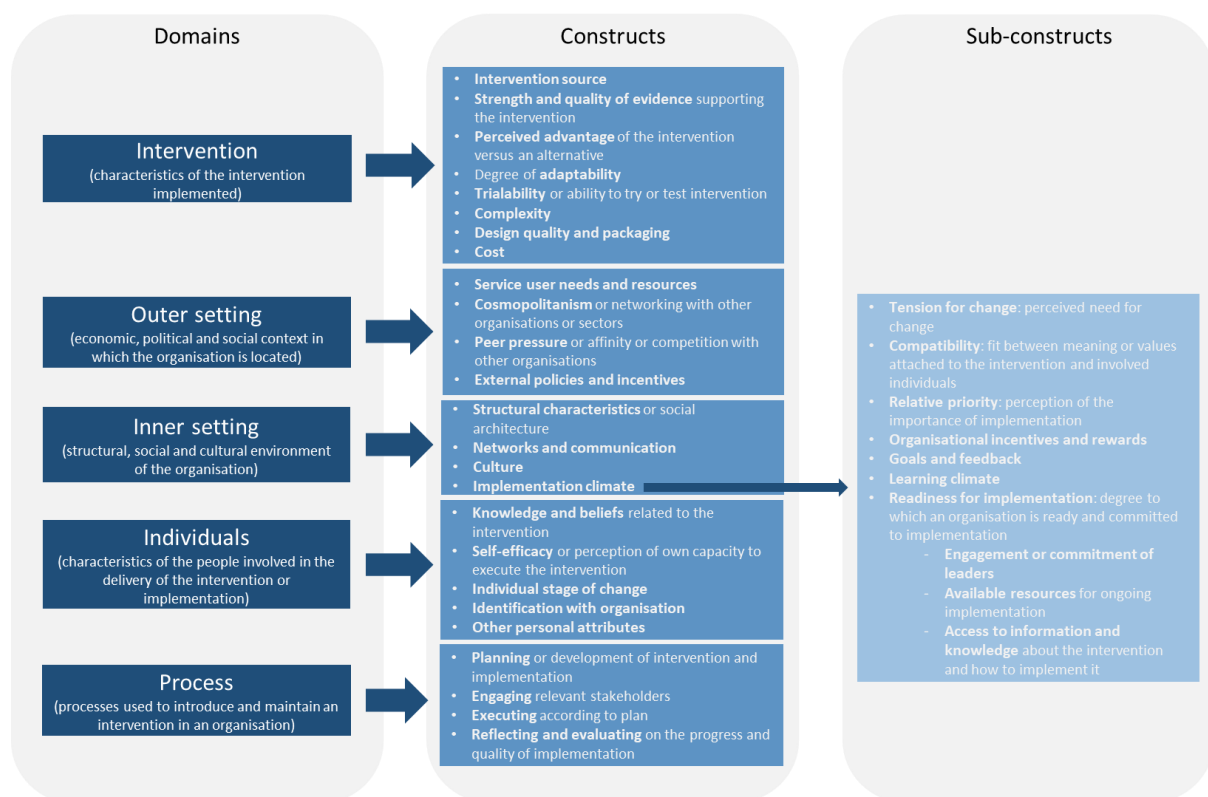 Domains
Intervention
(characteristics of the intervention
implemented)
Outer setting
(economic, political and social context in
which the organisation is located)
Inner setting
(structural, social and cultural environment
of the organisation)
Individuals
(characteristics of the people involved in the
delivery of the intervention or
implementation)
Process
(processes used to introduce and maintain an
intervention in an organisation)
Constructs
• Intervention source
• Strength and quality of evidence supporting
the intervention
• Perceived advantage of the intervention
versus an alternative
• Degree of adaptability
• Trialability or ability to try or test intervention
• Complexity
• Design quality and packaging
• Cost
• Service user needs and resources
• Cosmopolitanism or networking with other
organisations or sectors
• Peer pressure or affinity or competition with
other organisations
• External policies and incentives
• Structural characteristics or social
architecture
• Networks and communication
• Culture
• Implementation climate
• Knowledge and beliefs related to the
intervention
• Self-efficacy or perception of own capacity to
execute the intervention
• Individual stage of change
• Identification with organisation
• Other personal attributes
• Planning or development of intervention and
implementation
• Engaging relevant stakeholders
• Executing according to plan
• Reflecting and evaluating on the progress and
quality of implementation
Sub-constructs
• Tension for change: perceived need for
change
• Compatibility: fit between meaning or values
attached to the intervention and involved
individuals
• Relative priority: perception of the
importance of implementation
• Organisational incentives and rewards
• Goals and feedback
• Learning climate
• Readiness for implementation: degree to
which an organisation is ready and committed
to implementation
- Engagement or commitment of
leaders
- Available resources for ongoing
implementation
- Access to information and
knowledge about the intervention
and how to implement it